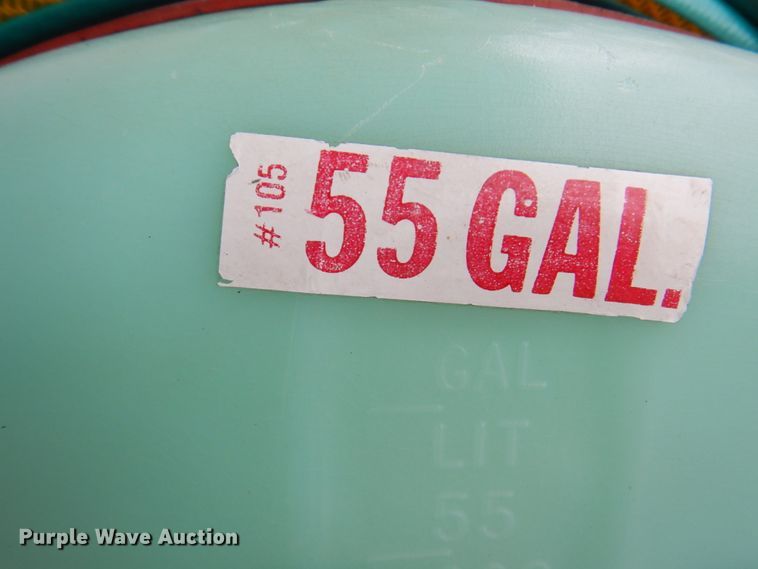 #105 55 GAL.
GAL
LIT
55
Purple Wave Auction